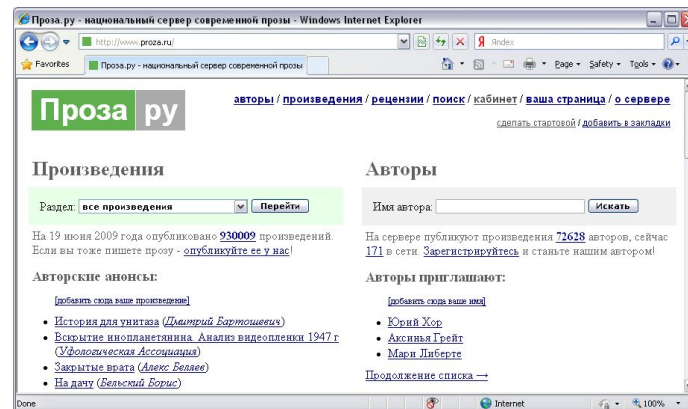 Проза.ру - национальный сервер современной прозы - Windows Internet Explorer
http://www.proza.ru/
Яndex
Favorites
Проза.ру - национальный сервер современной прозы
Page
Safety
Tools
Проза ру
авторы / произведения / рецензии / поиск / кабинет / ваша страница / о сервере
сделать стартовой / добавить в закладки
Произведения
Раздел:
все произведения
Перейти
На 19 июня 2009 года опубликовано 930009 произведений.
Если вы тоже пишете прозу - опубликуйте ее у нас!
Авторские анонсы:
[добавить сюда ваше произведение]
• История для унитаза (Дмитрий Бартошевич)
• Вскрытие инопланетянина. Анализ видеопленки 1947 г
(Уфологическая Ассоциация)
• Закрытые врата (Алекс Беляев)
• На дачу (Бельский Борис)
Авторы
Имя автора:
Искать
На сервере публикуют произведения 72628 авторов, сейчас
171 в сети. Зарегистрируйтесь и станьте нашим автором!
Авторы приглашают:
[добавить сюда ваше имя]
• Юрий Хор
• Аксинья Грейт
• Мари Либерте
Продолжение списка →
Done
Internet
100%